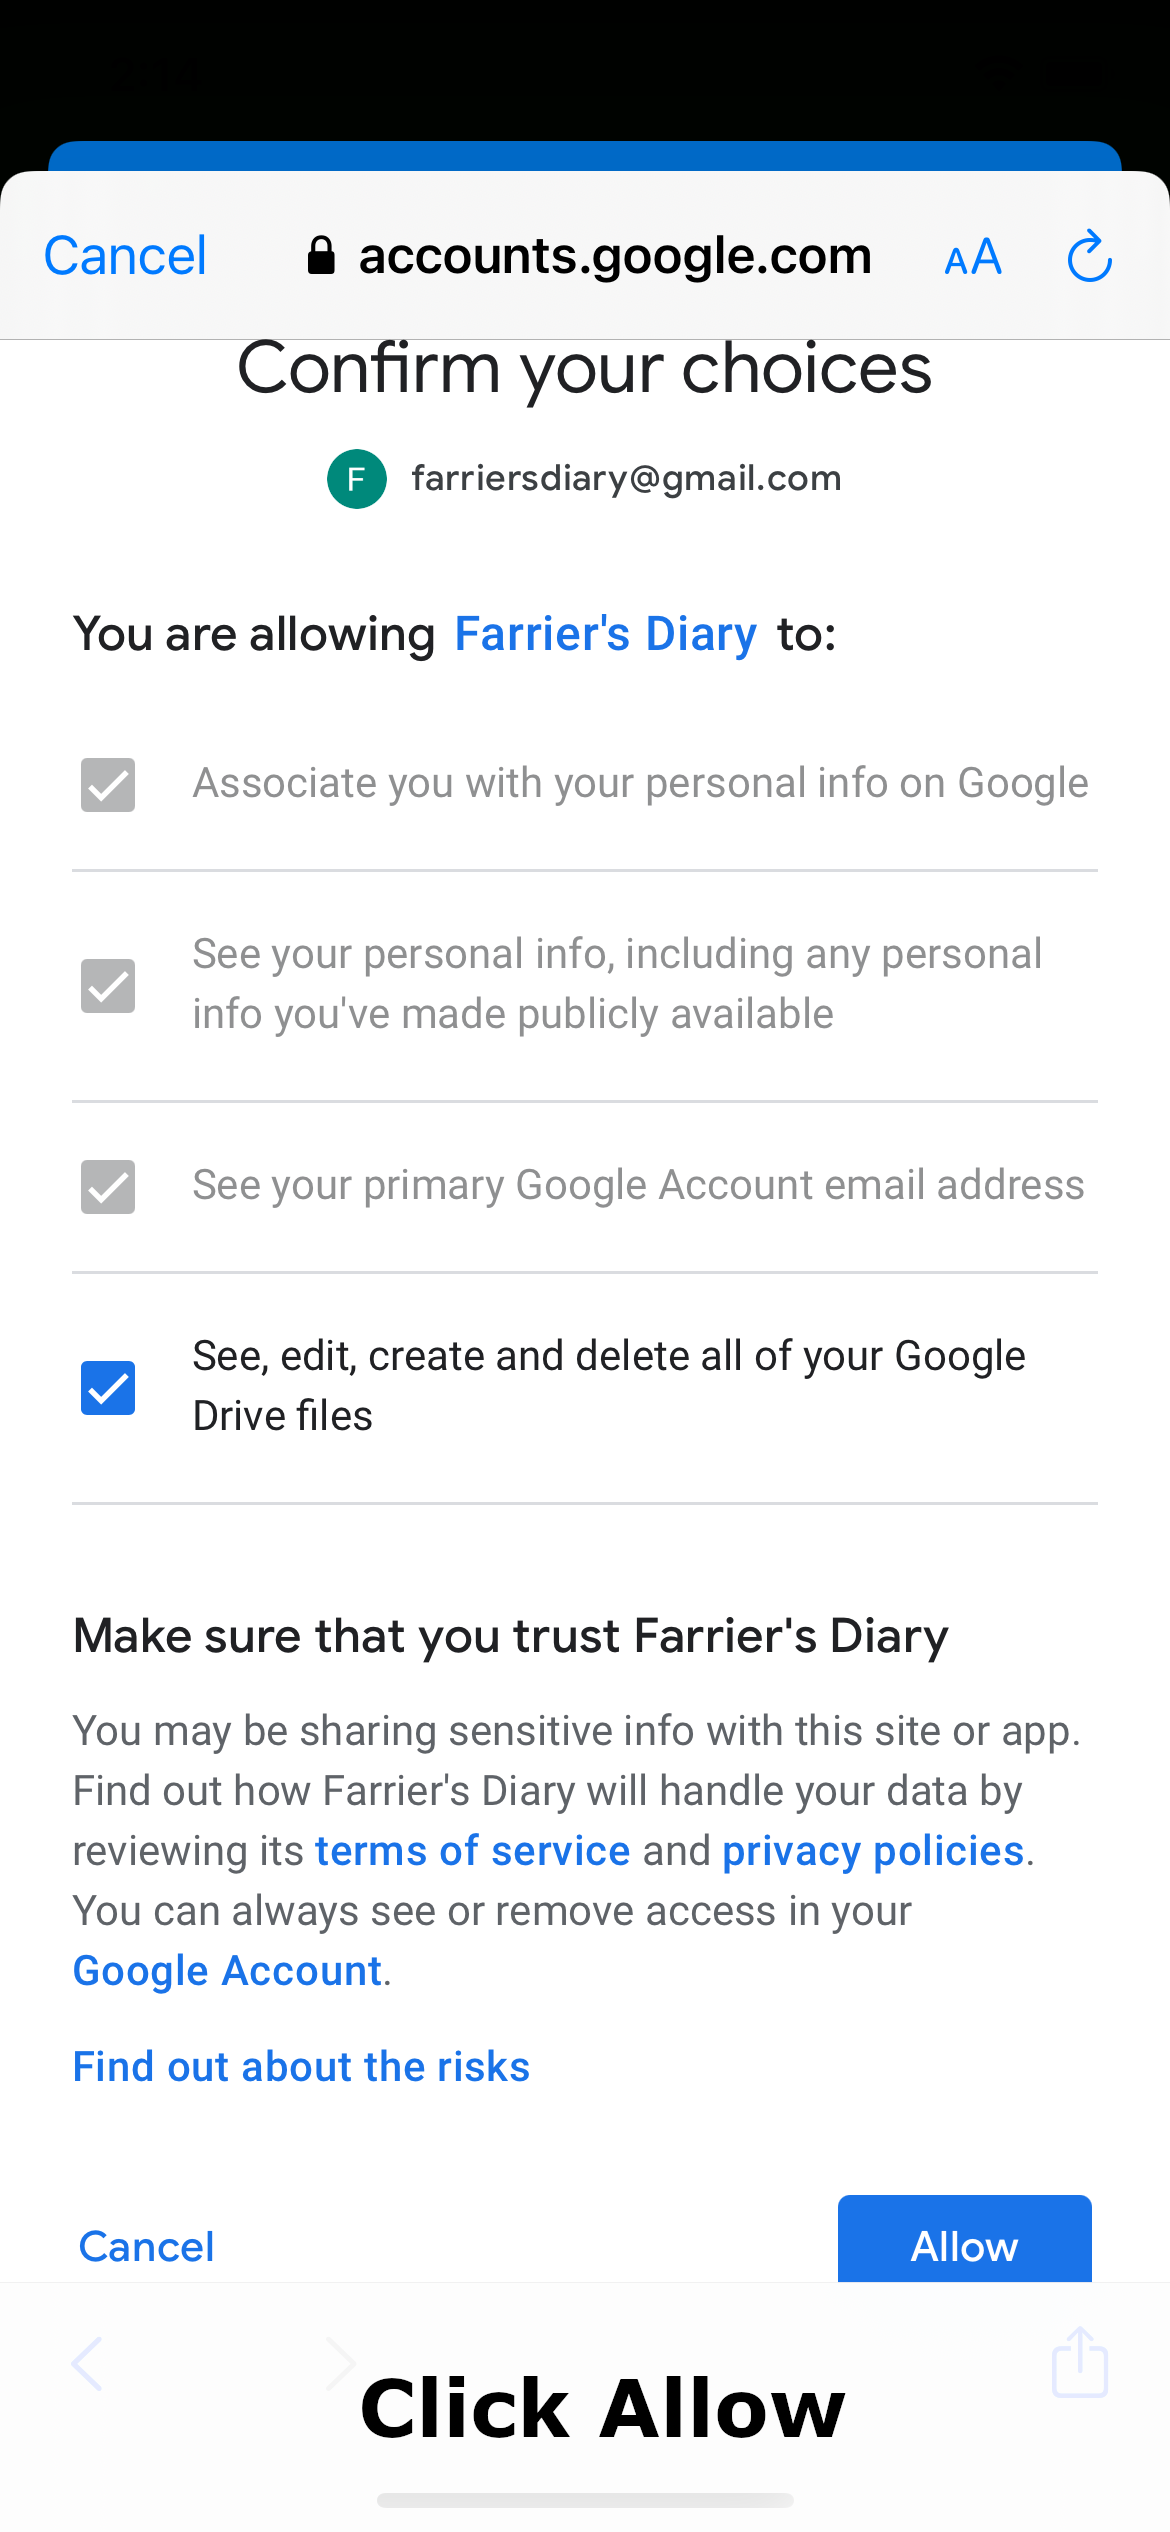 Cancel
accounts.google.com
AA
Confirm your choices
F
farriersdiary@gmail.com
You are allowing Farrier's Diary to:
Associate you with your personal info on Google
See your personal info, including any personal
info you've made publicly available
See your primary Google Account email address
See, edit, create and delete all of your Google
Drive files
Make sure that you trust Farrier's Diary
You may be sharing sensitive info with this site or app.
Find out how Farrier's Diary will handle your data by
reviewing its terms of service and privacy policies.
You can always see or remove access in your
Google Account.
Find out about the risks
Cancel
Allow
Click Allow